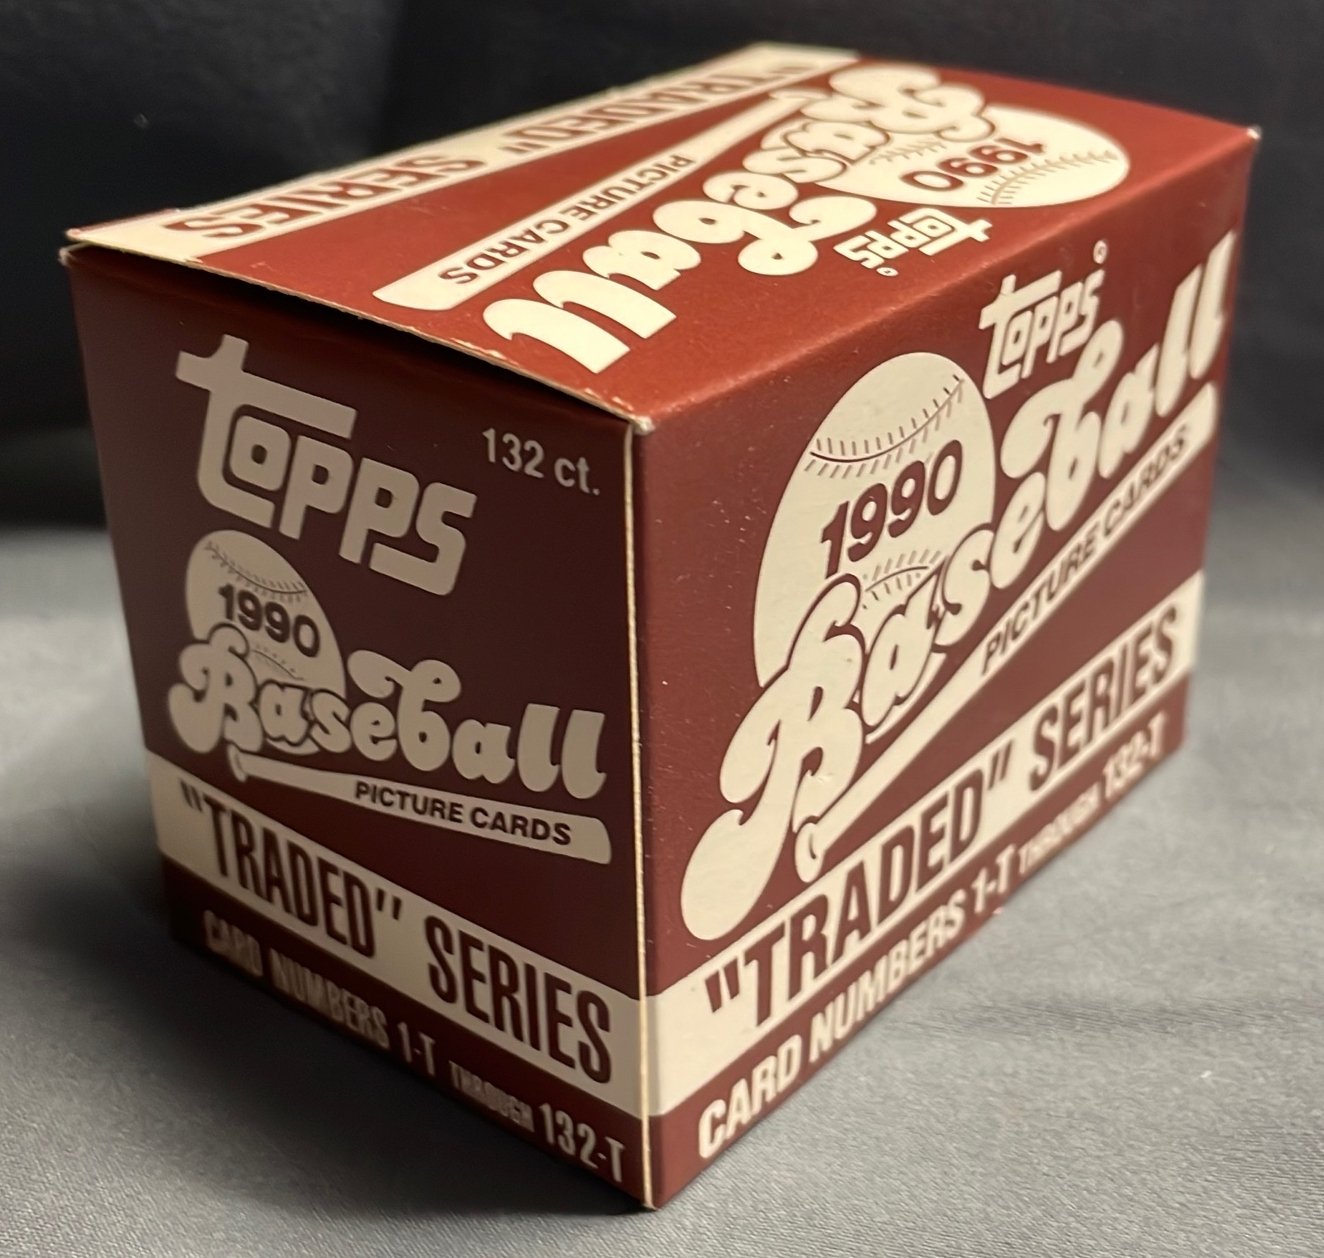 "TRADED" SERIES
PICTURE CARDS
Baseball
1990
TOPPS®
TOPPS
132 ct.
1990
Baseball
PICTURE CARDS
"TRADED" SERIES
CARD NUMBERS 1-T THROUGH 132-T
TOPPS®
1990
Baseball
PICTURE CARDS
"TRADED" SERIES
CARD NUMBERS 1-T THROUGH 132-T